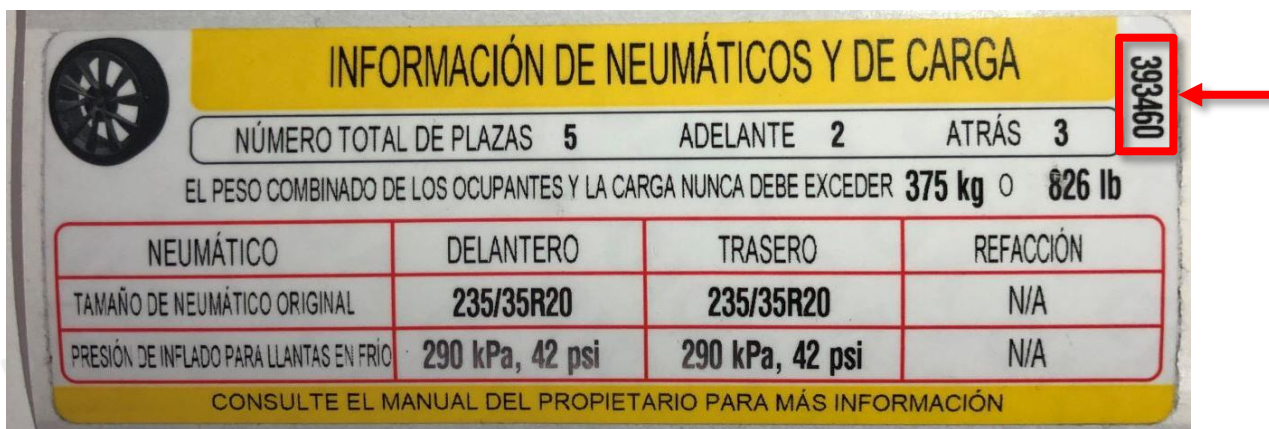 INFORMACIÓN DE NEUMÁTICOS Y DE CARGA
393460
NÚMERO TOTAL DE PLAZAS 5 ADELANTE 2 ATRÁS 3
EL PESO COMBINADO DE LOS OCUPANTES Y LA CARGA NUNCA DEBE EXCEDER 375 kg O 826 lb
NEUMÁTICO DELANTERO TRASERO REFACCIÓN
TAMAÑO DE NEUMÁTICO ORIGINAL 235/35R20 235/35R20 N/A
PRESIÓN DE INFLADO PARA LLANTAS EN FRÍO 290 kPa, 42 psi 290 kPa, 42 psi N/A
CONSULTE EL MANUAL DEL PROPIETARIO PARA MÁS INFORMACIÓN